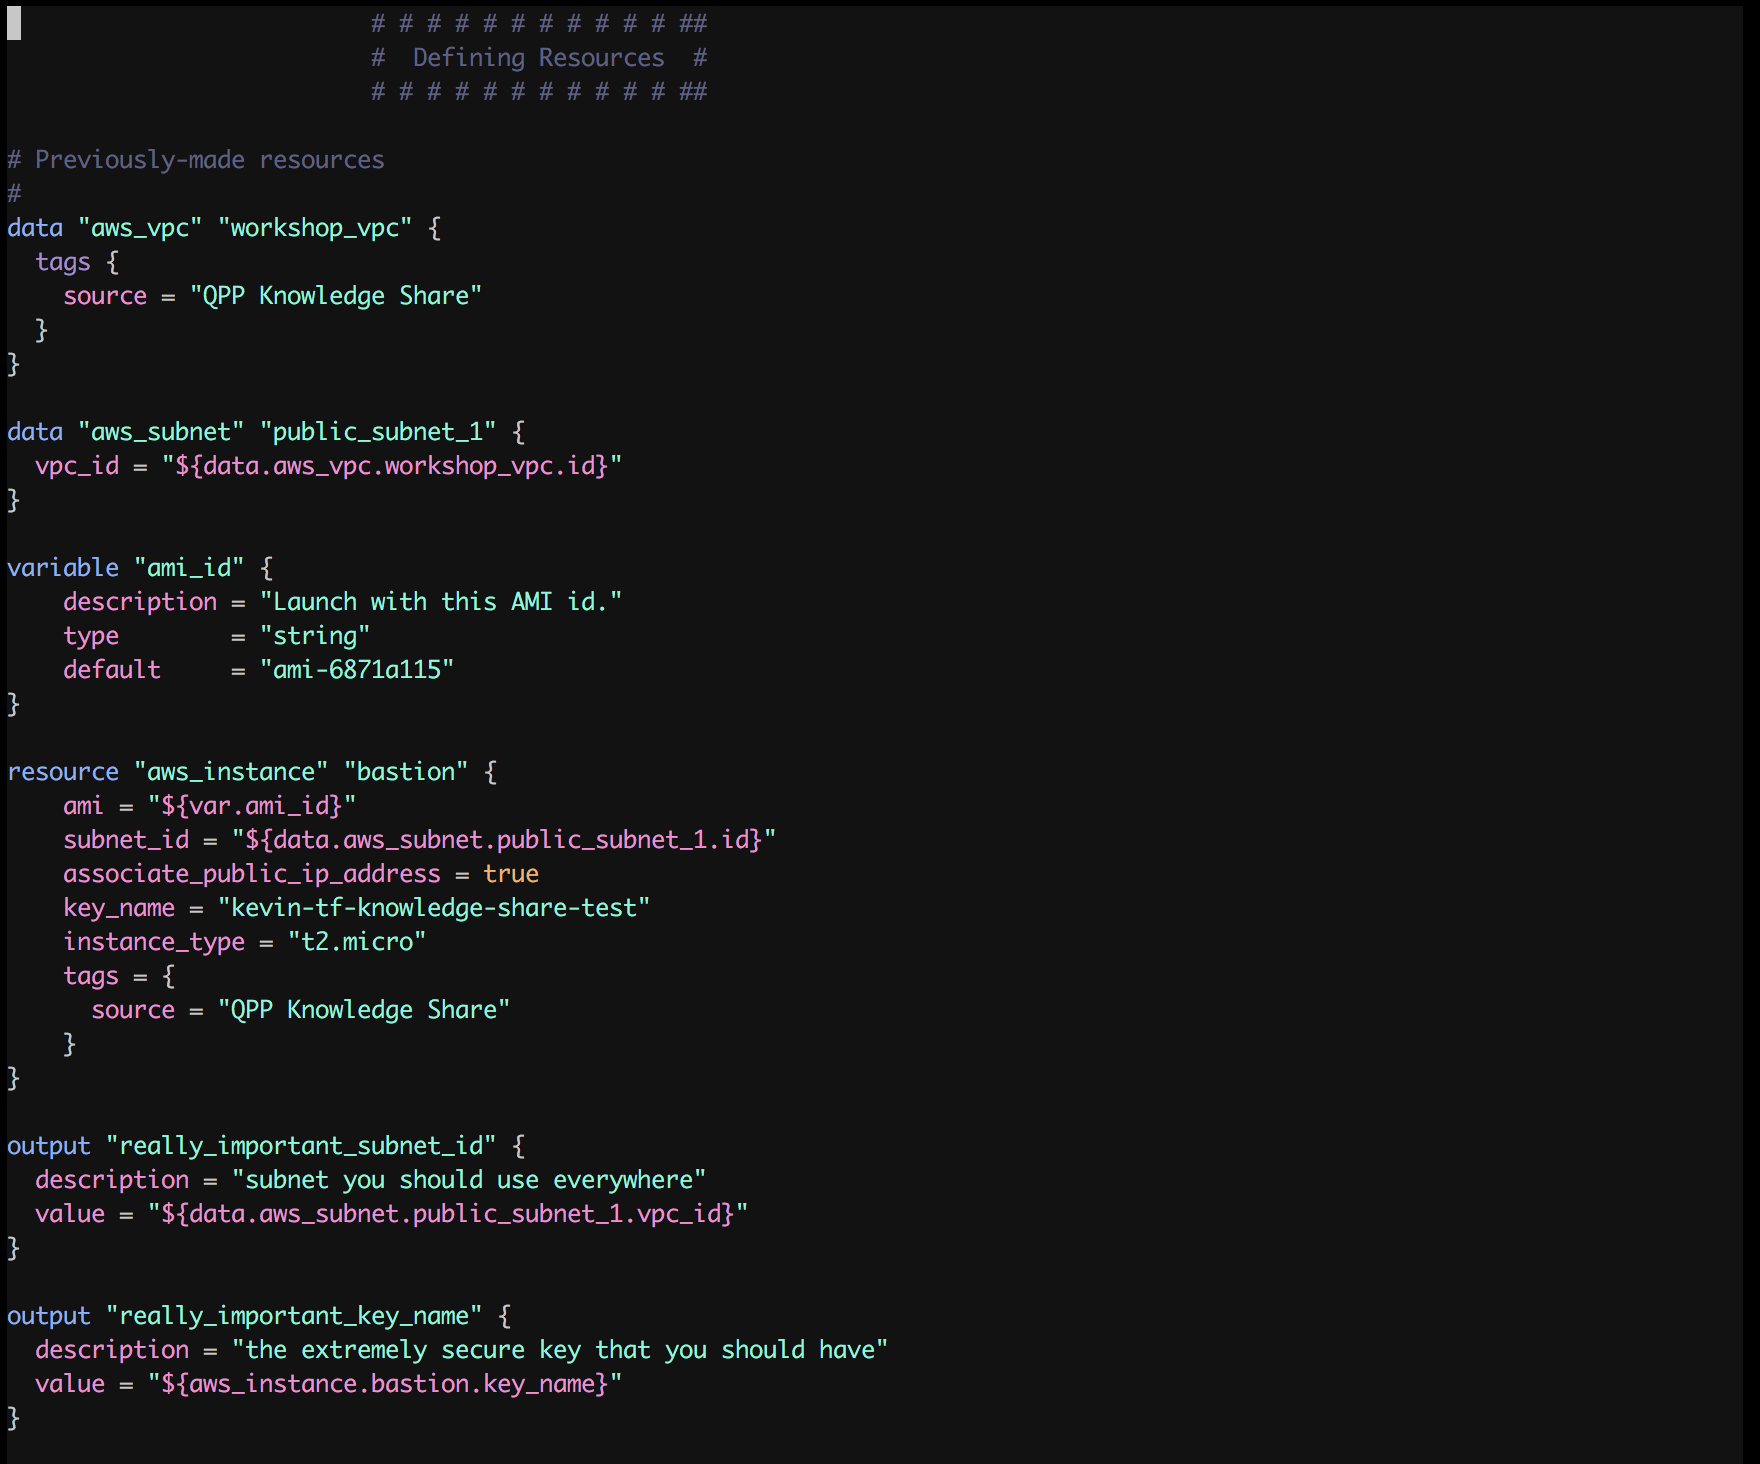 # # # # # # # # # # # ##
#  Defining Resources  #
# # # # # # # # # # # ##

# Previously-made resources
#
data "aws_vpc" "workshop_vpc" {
  tags {
    source = "QPP Knowledge Share"
  }
}

data "aws_subnet" "public_subnet_1" {
  vpc_id = "${data.aws_vpc.workshop_vpc.id}"
}

variable "ami_id" {
    description = "Launch with this AMI id."
    type        = "string"
    default     = "ami-6871a115"
}

resource "aws_instance" "bastion" {
    ami = "${var.ami_id}"
    subnet_id = "${data.aws_subnet.public_subnet_1.id}"
    associate_public_ip_address = true
    key_name = "kevin-tf-knowledge-share-test"
    instance_type = "t2.micro"
    tags = {
      source = "QPP Knowledge Share"
    }
}

output "really_important_subnet_id" {
  description = "subnet you should use everywhere"
  value = "${data.aws_subnet.public_subnet_1.vpc_id}"
}

output "really_important_key_name" {
  description = "the extremely secure key that you should have"
  value = "${aws_instance.bastion.key_name}"
}